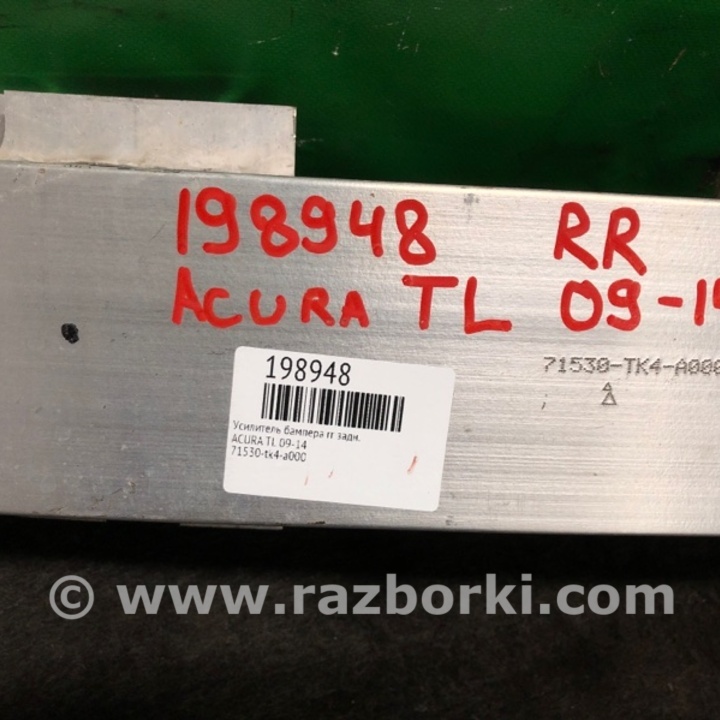 198948 RR
ACURA TL 09-14
71530-TK4-A000
198948
Усилитель бампера rr задн.
ACURA TL 09-14
71530-tk4-a000
© www.razborki.com